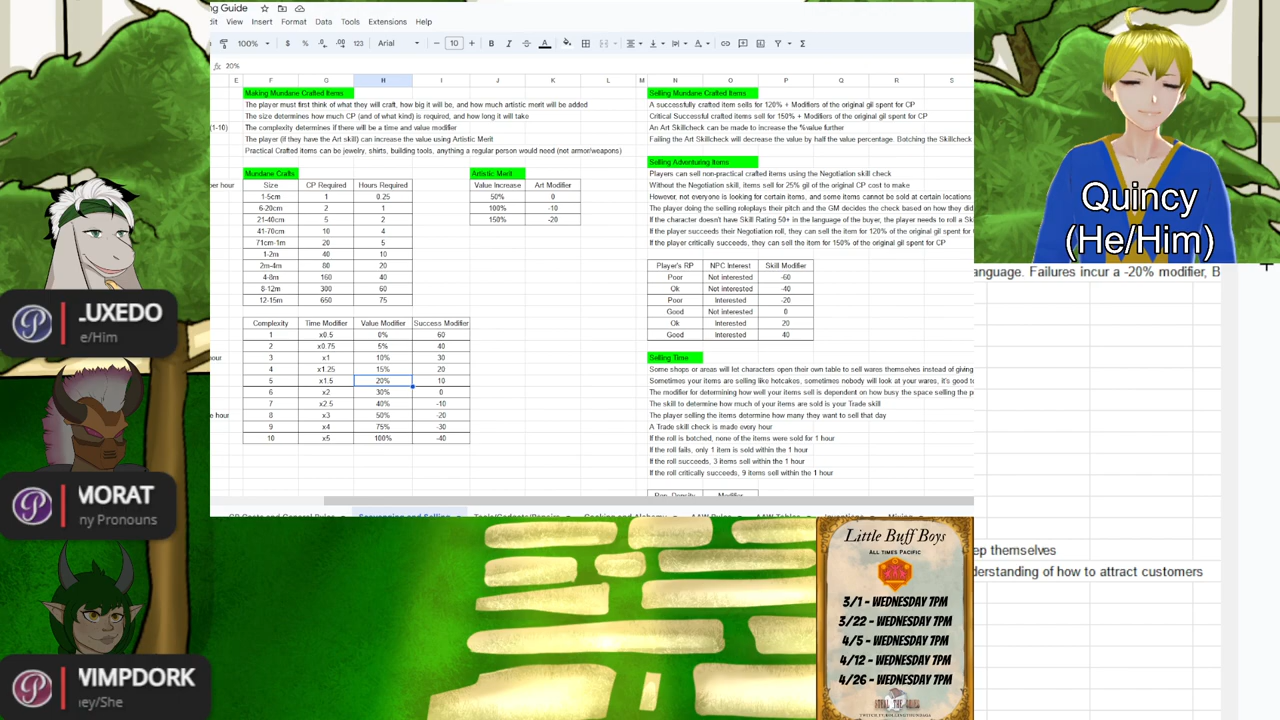 ng Guide
dit View Insert Format Data Tools Extensions Help
100% $ % .0 .00 123 Arial 10 B I A
fx 20%
E F G H I J K L M N O P Q R S
Making Mundane Crafted Items
The player must first think of what they will craft, how big it will be, and how much artistic merit will be added
The size determines how much CP (and of what kind) is required, and how long it will take
(1-10) The complexity determines if there will be a time and value modifier
The player (if they have the Art skill) can increase the value using Artistic Merit
Practical Crafted items can be jewelry, shirts, building tools, anything a regular person would need (not armor/weapons)
Mundane Crafts
per hour Size CP Required Hours Required
1-5cm 1 0.25
6-20cm 2 1
21-40cm 5 2
41-70cm 10 4
71cm-1m 20 5
1-2m 40 10
2m-4m 80 20
4-8m 160 40
8-12m 300 60
12-15m 650 75
Artistic Merit
Value Increase Art Modifier
50% 0
100% -10
150% -20
Complexity Time Modifier Value Modifier Success Modifier
1 x0.5 0% 60
2 x0.75 5% 40
3 x1 10% 30
hour 4 x1.25 15% 20
5 x1.5 20% 10
6 x2 30% 0
7 x2.5 40% -10
e hour 8 x3 50% -20
9 x4 75% -30
10 x5 100% -40
Selling Mundane Crafted Items
A successfully crafted item sells for 120% + Modifiers of the original gil spent for CP
Critical Successful crafted items sell for 150% + Modifiers of the original gil spent for CP
An Art Skillcheck can be made to increase the %value further
Failing the Art Skillcheck will decrease the value by half the value percentage. Botching the Skillcheck
Selling Adventuring Items
Players can sell non-practical crafted items using the Negotiation skill check
Without the Negotiation skill, items sell for 25% gil of the original CP cost to make
However, not everyone is looking for certain items, and some items cannot be sold at certain locations
The player doing the selling roleplays their pitch and the GM decides the check based on how they did
If the character doesn't have Skill Rating 50+ in the language of the buyer, the player needs to roll a Sk
If the player succeeds their Negotiation roll, they can sell the item for 120% of the original gil spent for
If the player critically succeeds, they can sell the item for 150% of the original gil spent for CP
Player's RP NPC Interest Skill Modifier
Poor Not interested -60
Ok Not interested -40
Poor Interested -20
Good Not interested 0
Ok Interested 20
Good Interested 40
Selling Time
Some shops or areas will let characters open their own table to sell wares themselves instead of giving
Sometimes your items are selling like hotcakes, sometimes nobody will look at your wares, it's good to
The modifier for determining how well your items sell is dependent on how busy the space selling the
The skill to determine how much of your items are sold is your Trade skill
The player selling the items determine how many they want to sell that day
A Trade skill check is made every hour
If the roll is botched, none of the items were sold for 1 hour
If the roll fails, only 1 item is sold within the 1 hour
If the roll succeeds, 3 items sell within the 1 hour
If the roll critically succeeds, 9 items sell within the 1 hour
Pop. Density Modifier
CP Costs and General Rules Scavenging and Selling Tools/Gadgets/Repairs Cooking and Alchemy AAW Rules AAW Tables Inventions Mixing
Quincy
(He/Him)
anguage. Failures incur a -20% modifier, B
ep themselves
derstanding of how to attract customers
LUXEDO
e/Him
MORAT
ny Pronouns
WIMPDORK
ney/She
Little Buff Boys
ALL TIMES PACIFIC
3/1 - WEDNESDAY 7PM
3/22 - WEDNESDAY 7PM
4/5 - WEDNESDAY 7PM
4/12 - WEDNESDAY 7PM
4/26 - WEDNESDAY 7PM